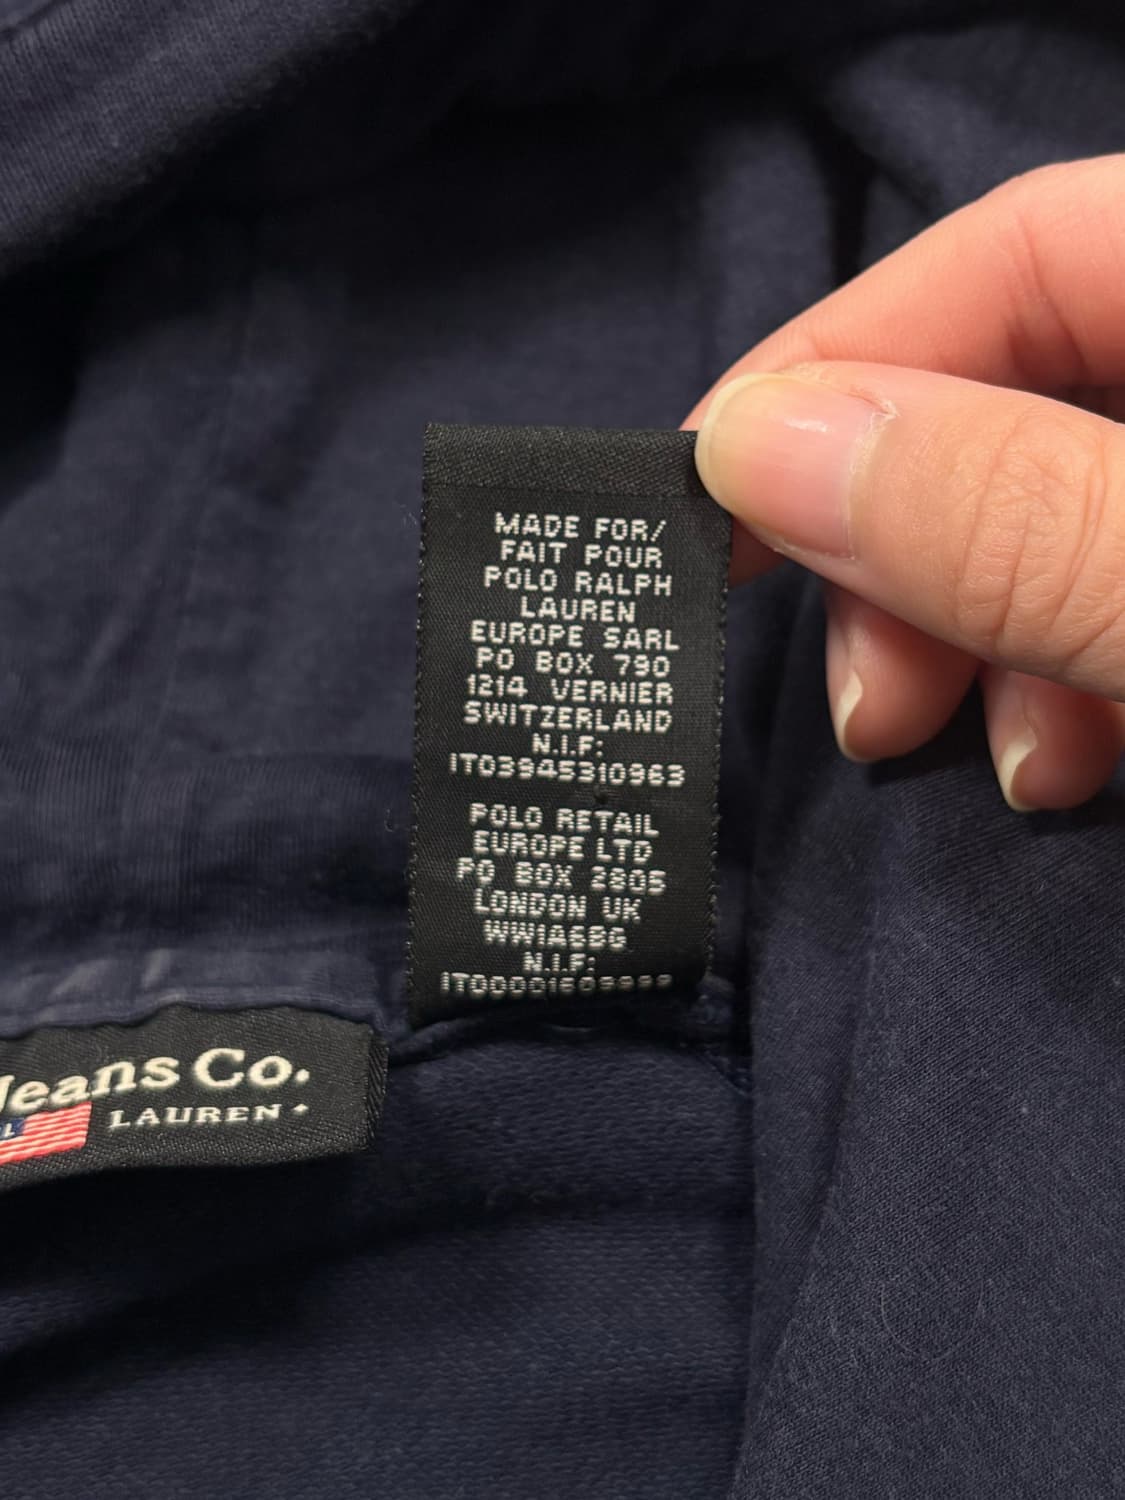 MADE FOR/
FAIT POUR
POLO RALPH
LAUREN
EUROPE SARL
PO BOX 790
1214 VERNIER
SWITZERLAND
N.I.F:
IT03945310963
POLO RETAIL
EUROPE LTD
PO BOX 2805
LONDON UK
WW1A6BG
N.I.F:
Jeans Co.
LAUREN